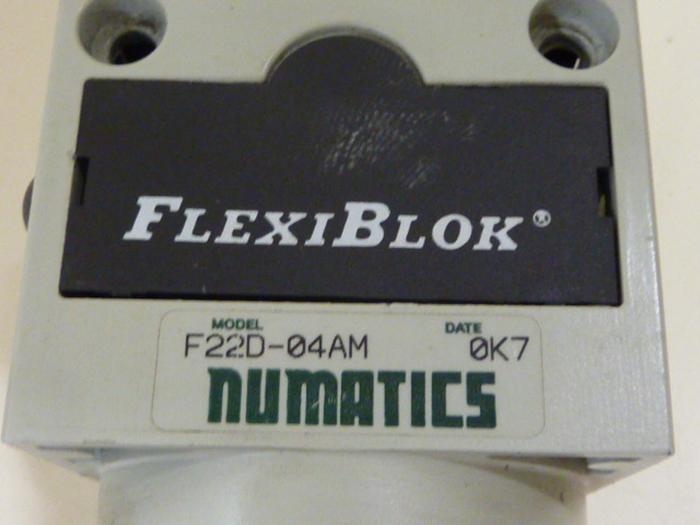 FLEXIBLOK®
MODEL DATE
F22D-04AM 0K7
NUMATICS